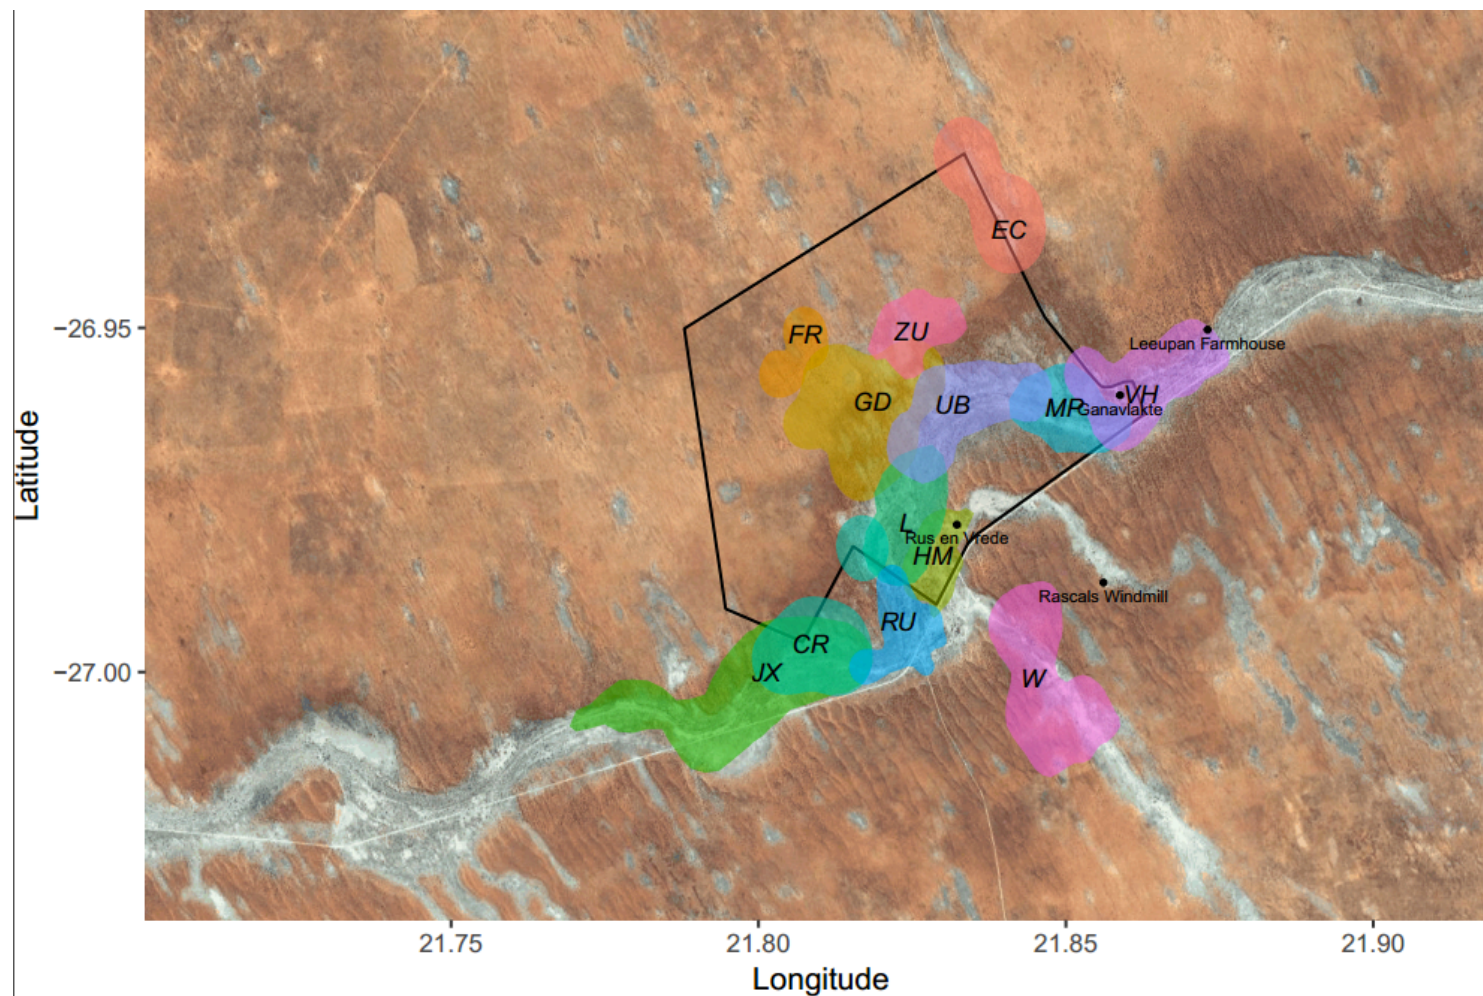 EC
FR
ZU
−26.95
Leeupan Farmhouse
GD
UB
MP
VH
Ganavlakte
Latitude
L
Rus en Vrede
HM
Rascals Windmill
RU
CR
−27.00
JX
W
21.75
21.80
21.85
21.90
Longitude